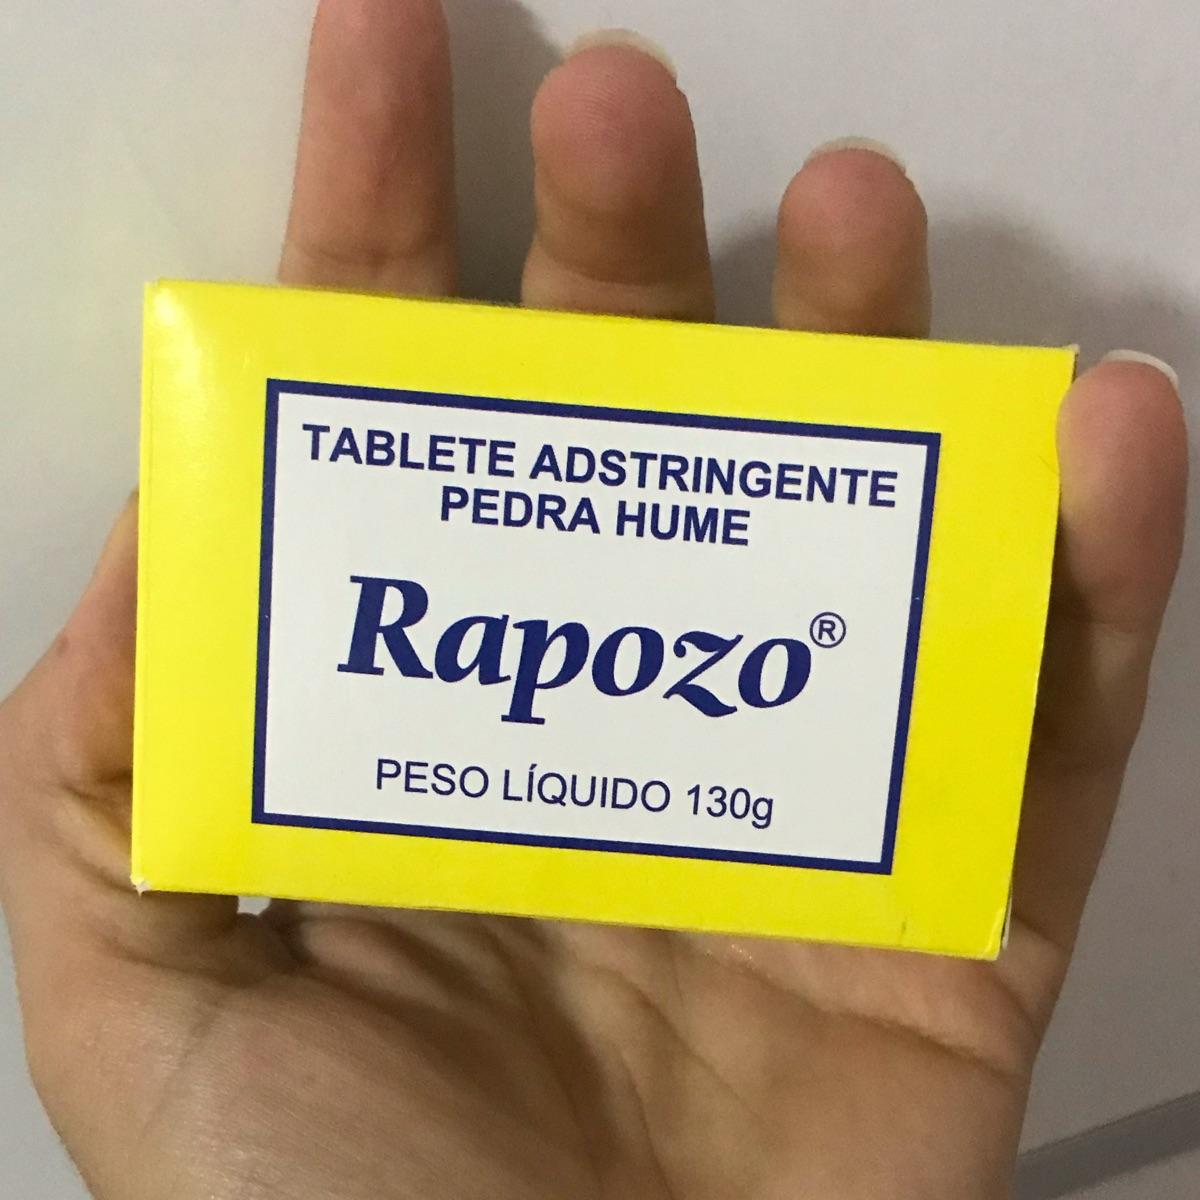 TABLETE ADSTRINGENTE
PEDRA HUME
Rapozo®
PESO LÍQUIDO 130g